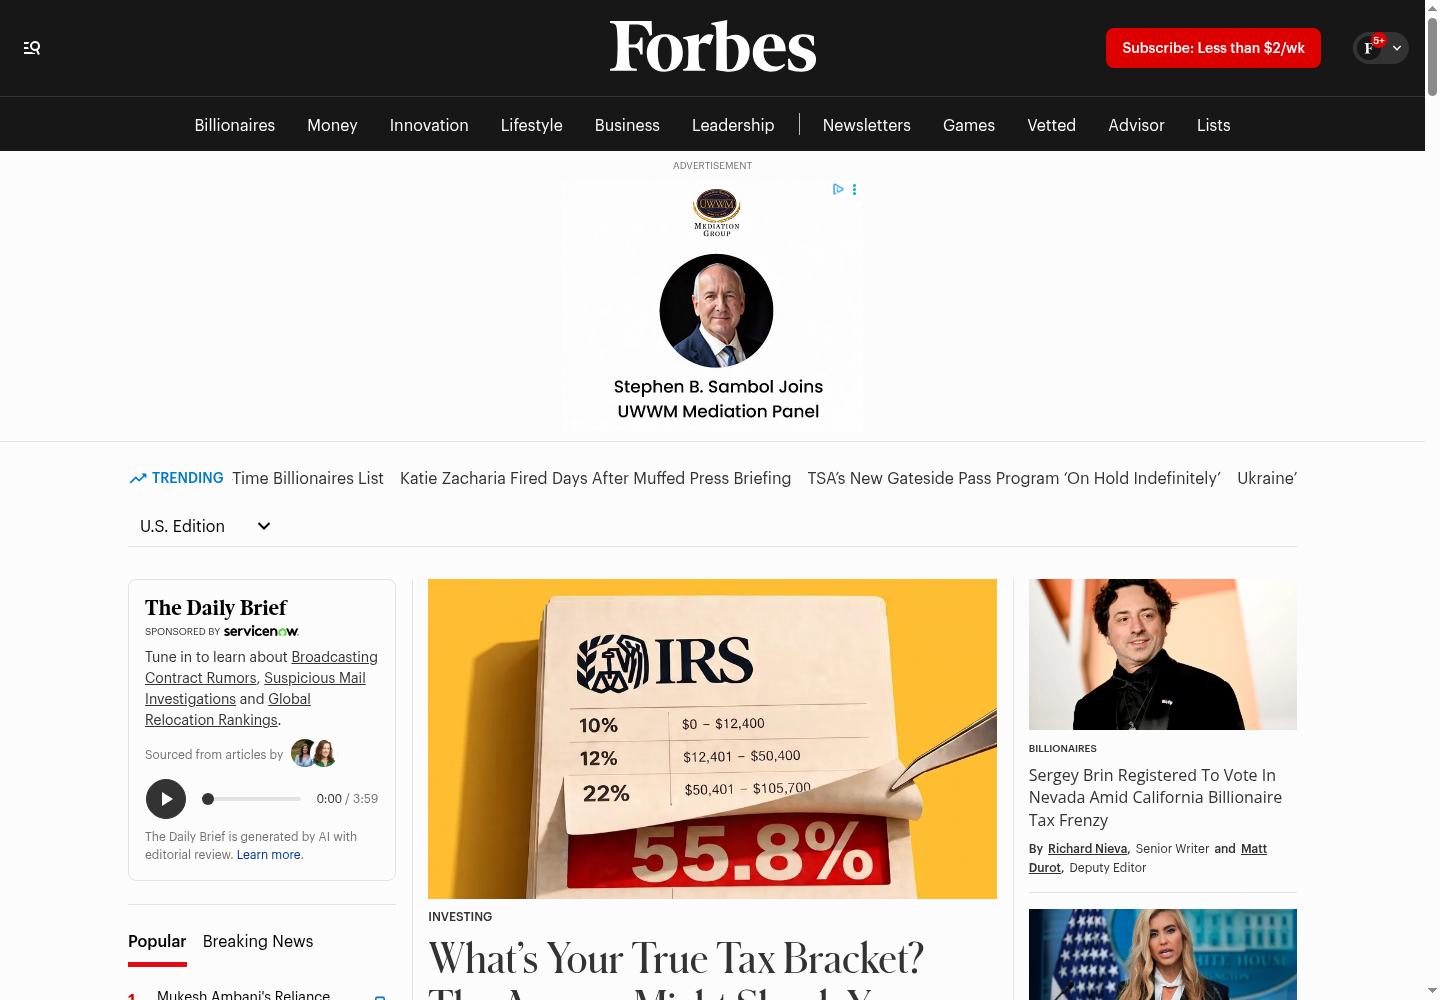 Forbes
Subscribe: Less than $2/wk
F
5+
Billionaires
Money
Innovation
Lifestyle
Business
Leadership
Newsletters
Games
Vetted
Advisor
Lists
ADVERTISEMENT
UWWM
MEDIATION
GROUP
Stephen B. Sambol Joins
UWWM Mediation Panel
TRENDING
Time Billionaires List
Katie Zacharia Fired Days After Muffed Press Briefing
TSA’s New Gateside Pass Program ‘On Hold Indefinitely’
Ukraine’
U.S. Edition
The Daily Brief
SPONSORED BY servicenow.
Tune in to learn about Broadcasting
Contract Rumors, Suspicious Mail
Investigations and Global
Relocation Rankings.
Sourced from articles by
0:00 / 3:59
The Daily Brief is generated by AI with
editorial review. Learn more.
Popular
Breaking News
1
Mukesh Ambani's Reliance
IRS
10%
$0 – $12,400
12%
$12,401 – $50,400
22%
$50,401 – $105,700
55.8%
INVESTING
What’s Your True Tax Bracket?
BILLIONAIRES
Sergey Brin Registered To Vote In
Nevada Amid California Billionaire
Tax Frenzy
By Richard Nieva, Senior Writer and Matt
Durot, Deputy Editor
WHITE HOUSE